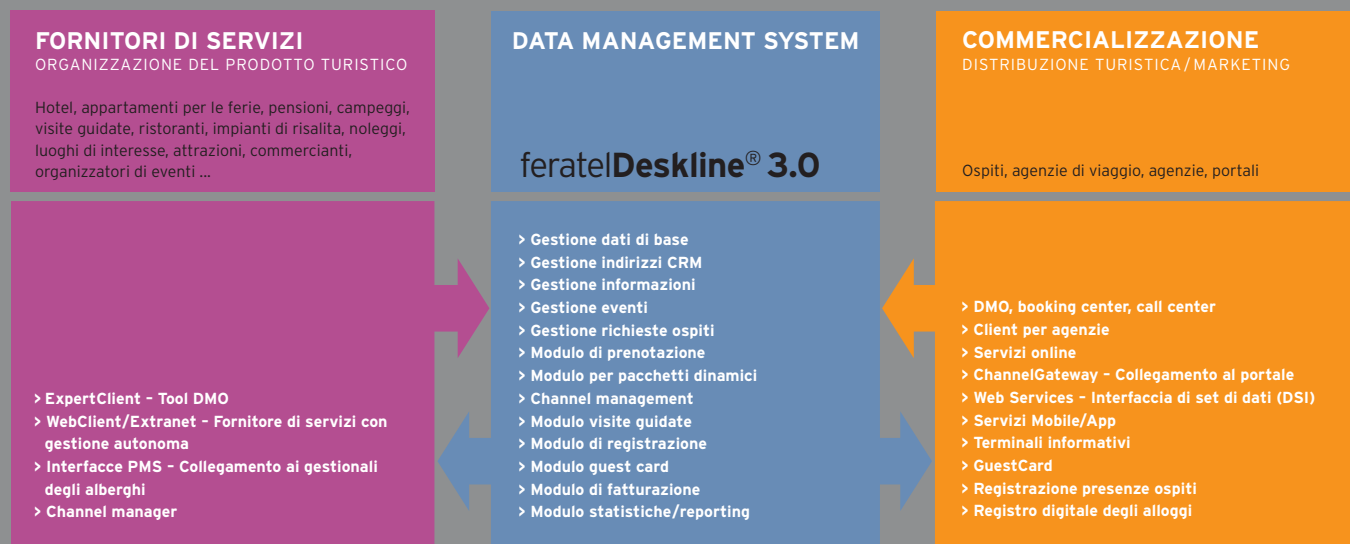 FORNITORI DI SERVIZI
ORGANIZZAZIONE DEL PRODOTTO TURISTICO
Hotel, appartamenti per le ferie, pensioni, campeggi,
visite guidate, ristoranti, impianti di risalita, noleggi,
luoghi di interesse, attrazioni, commercianti,
organizzatori di eventi ...
> ExpertClient – Tool DMO
> WebClient/Extranet – Fornitore di servizi con
gestione autonoma
> Interfacce PMS – Collegamento ai gestionali
degli alberghi
> Channel manager
DATA MANAGEMENT SYSTEM
feratelDeskline® 3.0
> Gestione dati di base
> Gestione indirizzi CRM
> Gestione informazioni
> Gestione eventi
> Gestione richieste ospiti
> Modulo di prenotazione
> Modulo per pacchetti dinamici
> Channel management
> Modulo visite guidate
> Modulo di registrazione
> Modulo guest card
> Modulo di fatturazione
> Modulo statistiche/reporting
COMMERCIALIZZAZIONE
DISTRIBUZIONE TURISTICA/MARKETING
Ospiti, agenzie di viaggio, agenzie, portali
> DMO, booking center, call center
> Client per agenzie
> Servizi online
> ChannelGateway – Collegamento al portale
> Web Services – Interfaccia di set di dati (DSI)
> Servizi Mobile/App
> Terminali informativi
> GuestCard
> Registrazione presenze ospiti
> Registro digitale degli alloggi